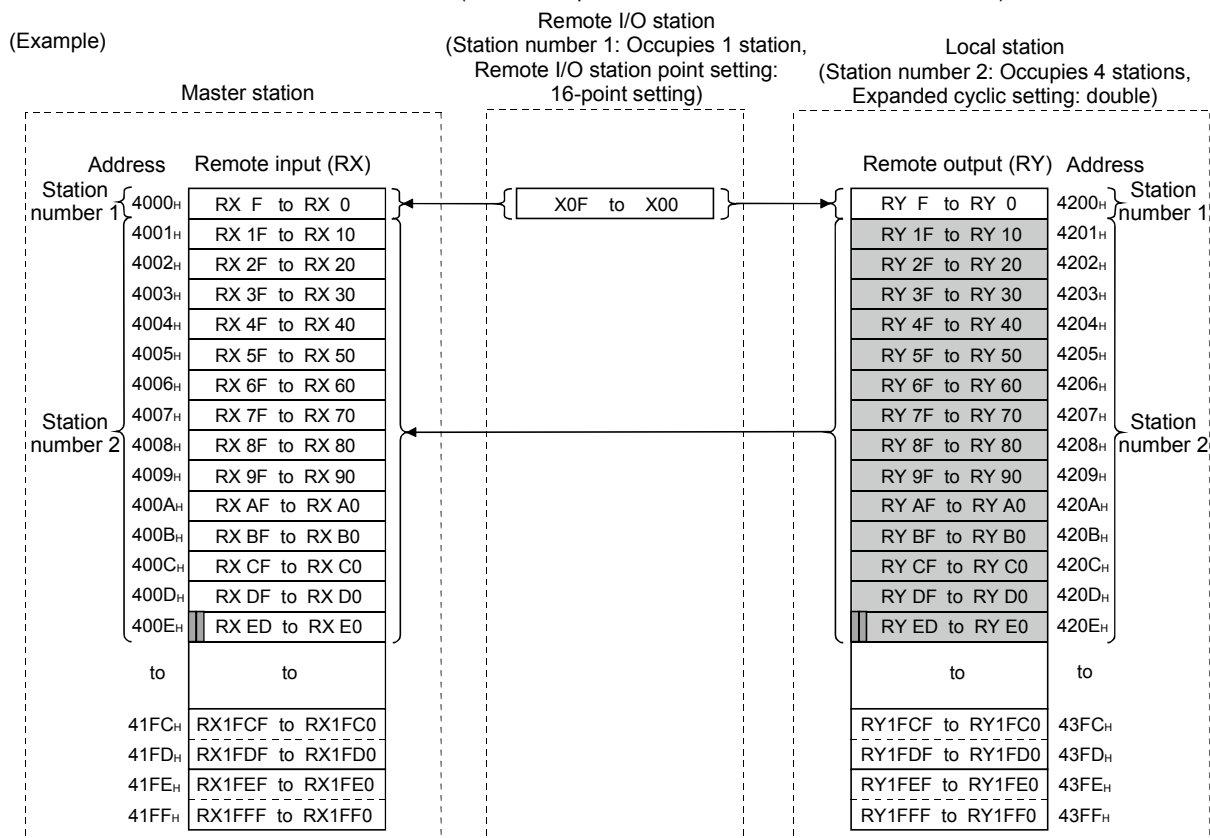 (Example)
Remote I/O station
(Station number 1: Occupies 1 station,
Remote I/O station point setting:
16-point setting)
Local station
(Station number 2: Occupies 4 stations,
Expanded cyclic setting: double)
Master station
Address Remote input (RX)
Remote output (RY) Address
Station number 1
4000H RX F to RX 0
X0F to X00
RY F to RY 0 4200H
Station number 1
4001H RX 1F to RX 10 RY 1F to RY 10 4201H
4002H RX 2F to RX 20 RY 2F to RY 20 4202H
4003H RX 3F to RX 30 RY 3F to RY 30 4203H
4004H RX 4F to RX 40 RY 4F to RY 40 4204H
4005H RX 5F to RX 50 RY 5F to RY 50 4205H
4006H RX 6F to RX 60 RY 6F to RY 60 4206H
4007H RX 7F to RX 70 RY 7F to RY 70 4207H
Station number 2
4008H RX 8F to RX 80 RY 8F to RY 80 4208H
Station number 2
4009H RX 9F to RX 90 RY 9F to RY 90 4209H
400AH RX AF to RX A0 RY AF to RY A0 420AH
400BH RX BF to RX B0 RY BF to RY B0 420BH
400CH RX CF to RX C0 RY CF to RY C0 420CH
400DH RX DF to RX D0 RY DF to RY D0 420DH
400EH RX ED to RX E0 RY ED to RY E0 420EH
to to to to
41FCH RX1FCF to RX1FC0 RY1FCF to RY1FC0 43FCH
41FDH RX1FDF to RX1FD0 RY1FDF to RY1FD0 43FDH
41FEH RX1FEF to RX1FE0 RY1FEF to RY1FE0 43FEH
41FFH RX1FFF to RX1FF0 RY1FFF to RY1FF0 43FFH